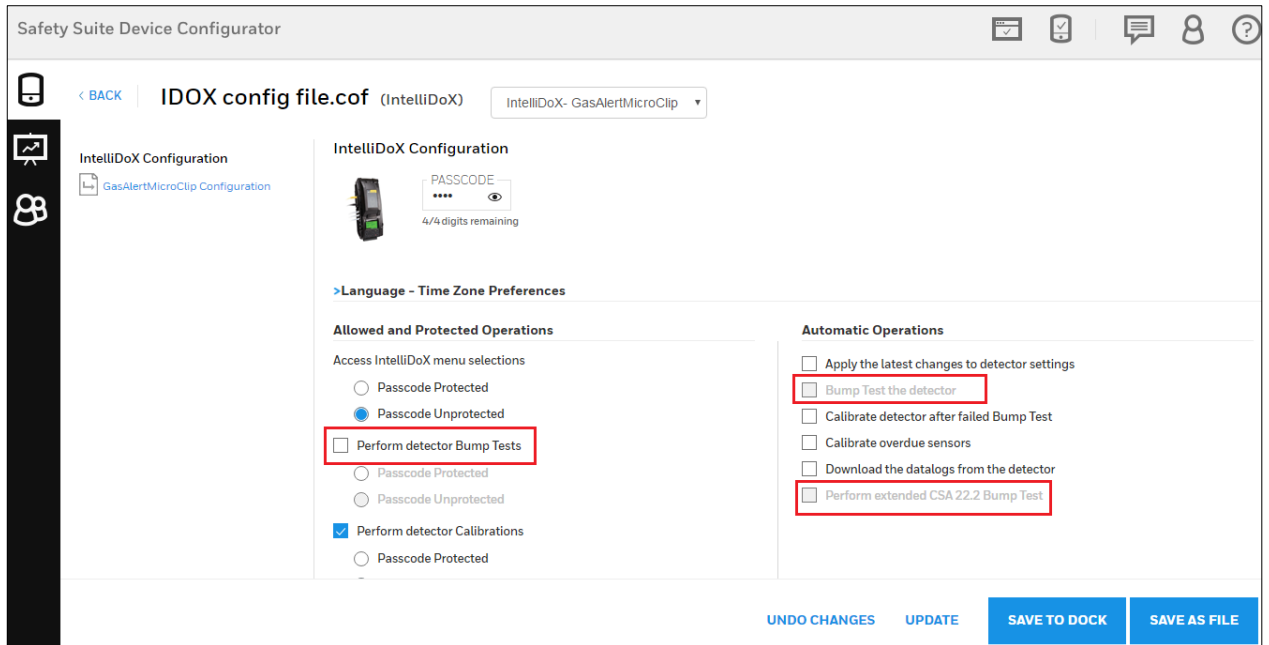 Safety Suite Device Configurator
< BACK
IDOX config file.cof (IntelliDoX)
IntelliDoX- GasAlertMicroClip
IntelliDoX Configuration
GasAlertMicroClip Configuration
IntelliDoX Configuration
PASSCODE
••••
4/4 digits remaining
>Language - Time Zone Preferences
Allowed and Protected Operations
Access IntelliDoX menu selections
Passcode Protected
Passcode Unprotected
Perform detector Bump Tests
Passcode Protected
Passcode Unprotected
Perform detector Calibrations
Passcode Protected
Automatic Operations
Apply the latest changes to detector settings
Bump Test the detector
Calibrate detector after failed Bump Test
Calibrate overdue sensors
Download the datalogs from the detector
Perform extended CSA 22.2 Bump Test
UNDO CHANGES
UPDATE
SAVE TO DOCK
SAVE AS FILE